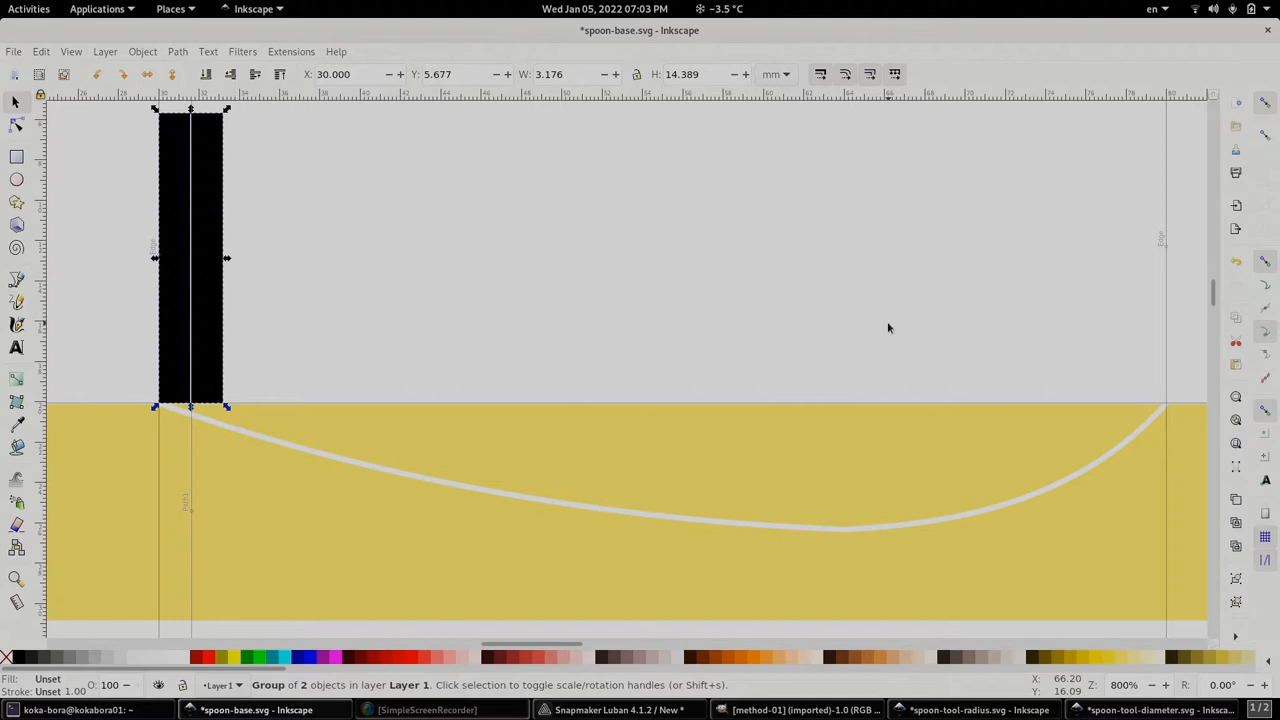 Activities Applications Places Inkscape Wed Jan 05, 2022 07:03 PM -3.5 °C en
*spoon-base.svg - Inkscape
File Edit View Layer Object Path Text Filters Extensions Help
X: 30.000 Y: 5.677 W: 3.176 H: 14.389 mm
Edge
Edge
Path1
Fill: Unset
Stroke: Unset 1.00 O: 100 Layer 1 Group of 2 objects in layer Layer 1. Click selection to toggle scale/rotation handles (or Shift+s). X: 66.20 Y: 16.09 Z: 800% R: 0.00°
koka-bora@kokabora01: ~ *spoon-base.svg - Inkscape [SimpleScreenRecorder] Snapmaker Luban 4.1.2 / New * [method-01] (imported)-1.0 (RGB ... *spoon-tool-radius.svg - Inkscape *spoon-tool-diameter.svg - Inksca... 1 / 2